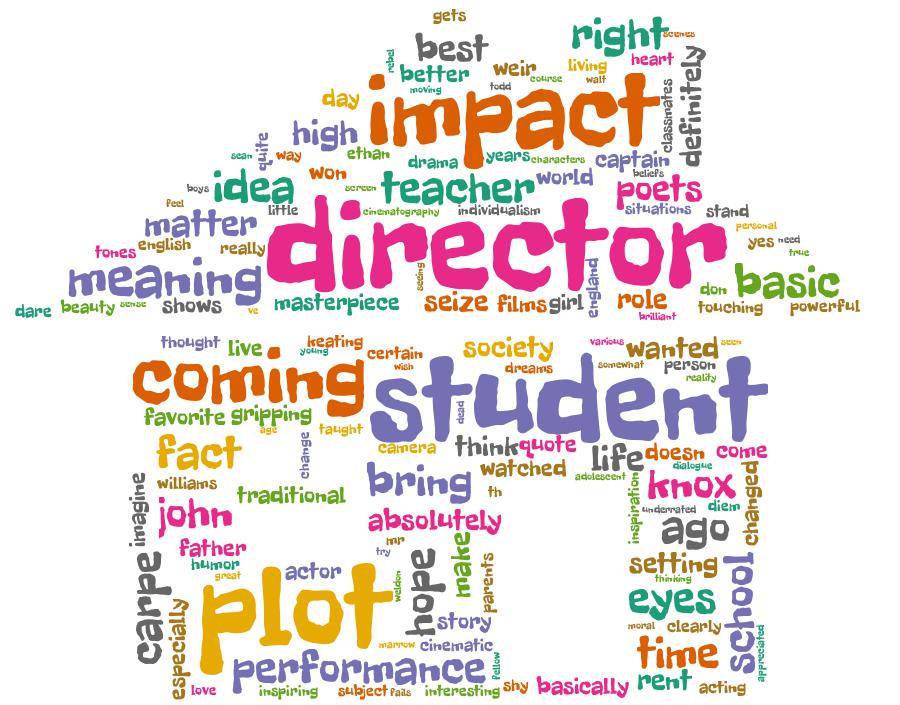 gets
right
scenes
best
rebel
better
weir
living
heart
definitely
moving
todd
course
walt
day
impact
classmates
high
quite
sean
way
ethan
drama
years
characters
captain
won
beliefs
boys
idea
screen
teacher
world
poets
feel
little
cinematography
individualism
situations
stand
matter
director
personal
tones
english
really
yes
need
true
meaning
seeing
england
don
basic
dare
beauty
sense
shows
ve
masterpiece
seize
films
girl
role
brilliant
touching
powerful
thought
live
keating
young
certain
society
various
wanted
seen
coming
wish
dreams
somewhat
person
reality
student
favorite
gripping
age
taught
dead
fact
change
camera
think
quote
life
doesn
come
dialogue
williams
bring
watched
adolescent
imagine
traditional
th
inspiration
knox
changed
john
absolutely
underrated
diem
ago
father
mr
try
humor
great
actor
hope
make
parents
setting
thinking
carpe
plot
weldon
eyes
school
especially
story
moral
clearly
marrow
cinematic
time
appreciated
performance
fellow
love
inspiring
subject
fails
interesting
shy
basically
rent
acting